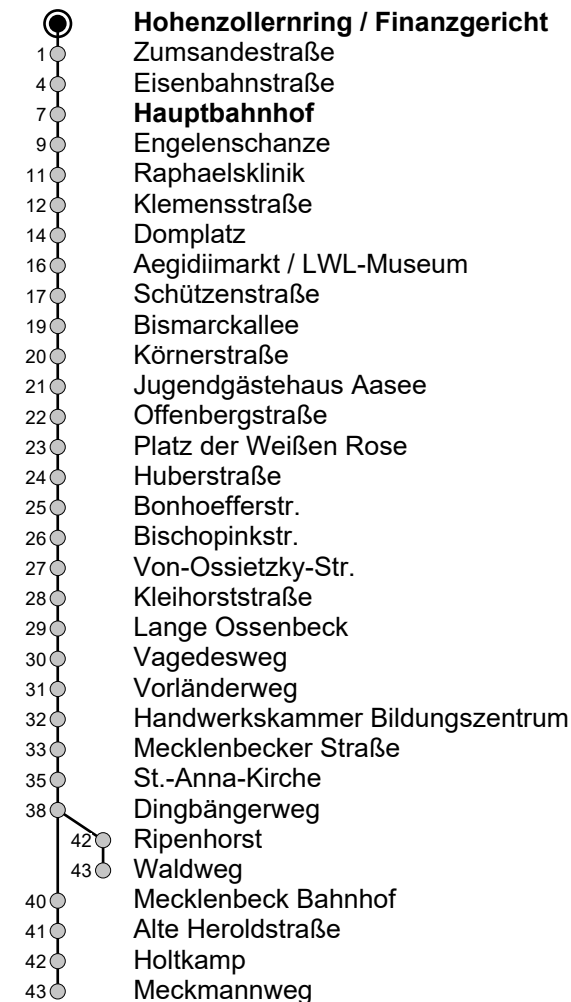 Hohenzollernring / Finanzgericht
1 Zumsandestraße
4 Eisenbahnstraße
7 Hauptbahnhof
9 Engelenschanze
11 Raphaelsklinik
12 Klemensstraße
14 Domplatz
16 Aegidiimarkt / LWL-Museum
17 Schützenstraße
19 Bismarckallee
20 Körnerstraße
21 Jugendgästehaus Aasee
22 Offenbergstraße
23 Platz der Weißen Rose
24 Huberstraße
25 Bonhoefferstr.
26 Bischopinkstr.
27 Von-Ossietzky-Str.
28 Kleihorststraße
29 Lange Ossenbeck
30 Vagedesweg
31 Vorländerweg
32 Handwerkskammer Bildungszentrum
33 Mecklenbecker Straße
35 St.-Anna-Kirche
38 Dingbängerweg
42 Ripenhorst
43 Waldweg
40 Mecklenbeck Bahnhof
41 Alte Heroldstraße
42 Holtkamp
43 Meckmannweg